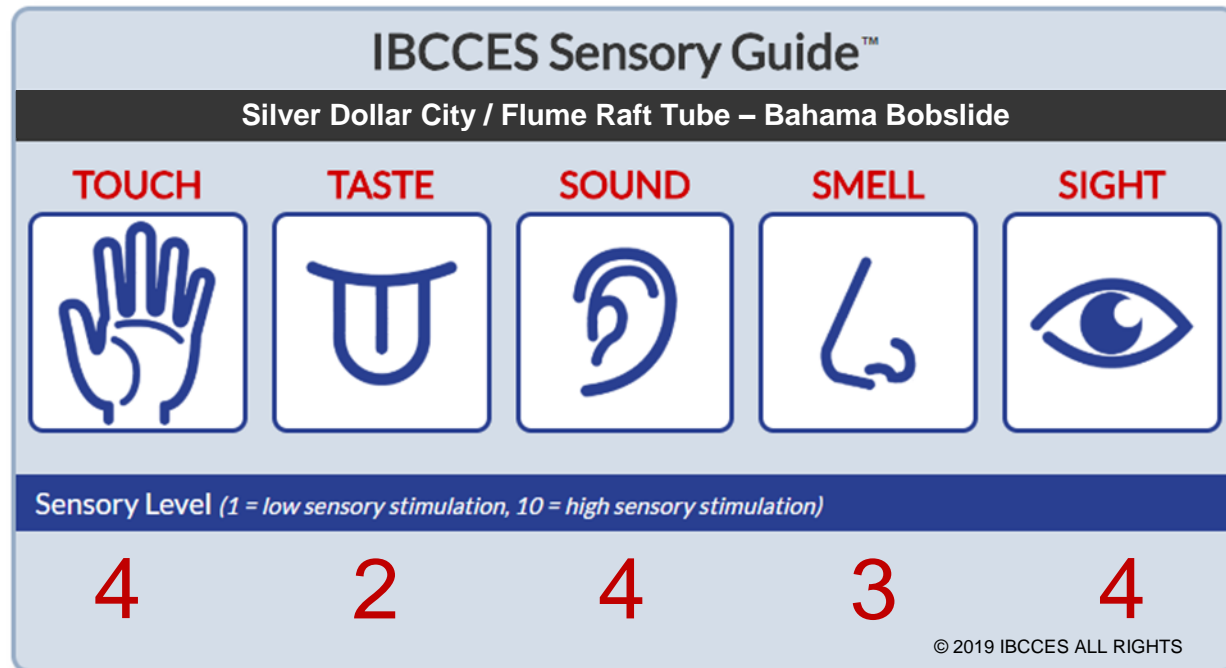 IBCCES Sensory Guide™
Silver Dollar City / Flume Raft Tube – Bahama Bobslide
TOUCH TASTE SOUND SMELL SIGHT
Sensory Level (1 = low sensory stimulation, 10 = high sensory stimulation)
4 2 4 3 4
© 2019 IBCCES ALL RIGHTS